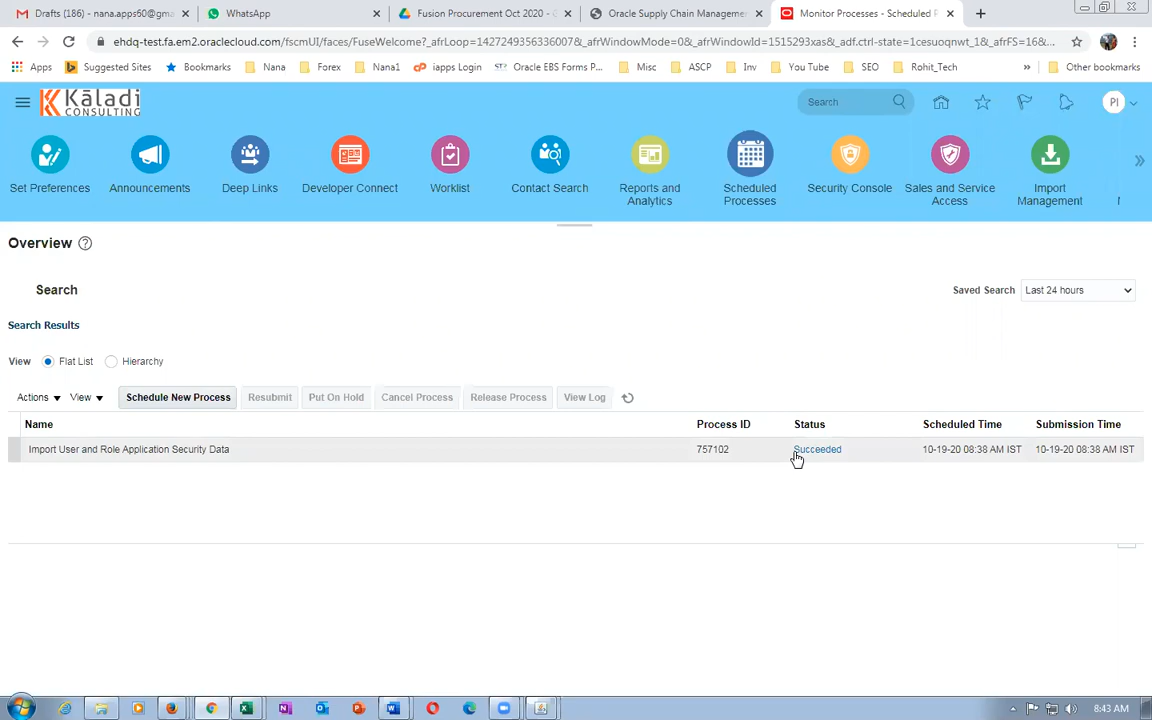 Drafts (186) - nana.apps60@gma
WhatsApp
Fusion Procurement Oct 2020 - G
Oracle Supply Chain Manageme
Monitor Processes - Scheduled P
ehdq-test.fa.em2.oraclecloud.com/fscmUI/faces/FuseWelcome?_afrLoop=1427249356336007&_afrWindowMode=0&_afrWindowId=1515293xas&_adf.ctrl-state=1cesuoqnwt_1&_afrFS=16&...
Apps Suggested Sites Bookmarks Nana Forex Nana1 iapps Login Oracle EBS Forms P... Misc ASCP Inv You Tube SEO Rohit_Tech » Other bookmarks
Kaladi
CONSULTING
Search
PI
Set Preferences
Announcements
Deep Links
Developer Connect
Worklist
Contact Search
Reports and
Analytics
Scheduled
Processes
Security Console
Sales and Service
Access
Import
Management
Overview
Search
Saved Search Last 24 hours
Search Results
View Flat List Hierarchy
Actions View Schedule New Process Resubmit Put On Hold Cancel Process Release Process View Log
Name Process ID Status Scheduled Time Submission Time
Import User and Role Application Security Data 757102 Succeeded 10-19-20 08:38 AM IST 10-19-20 08:38 AM IST
8:43 AM